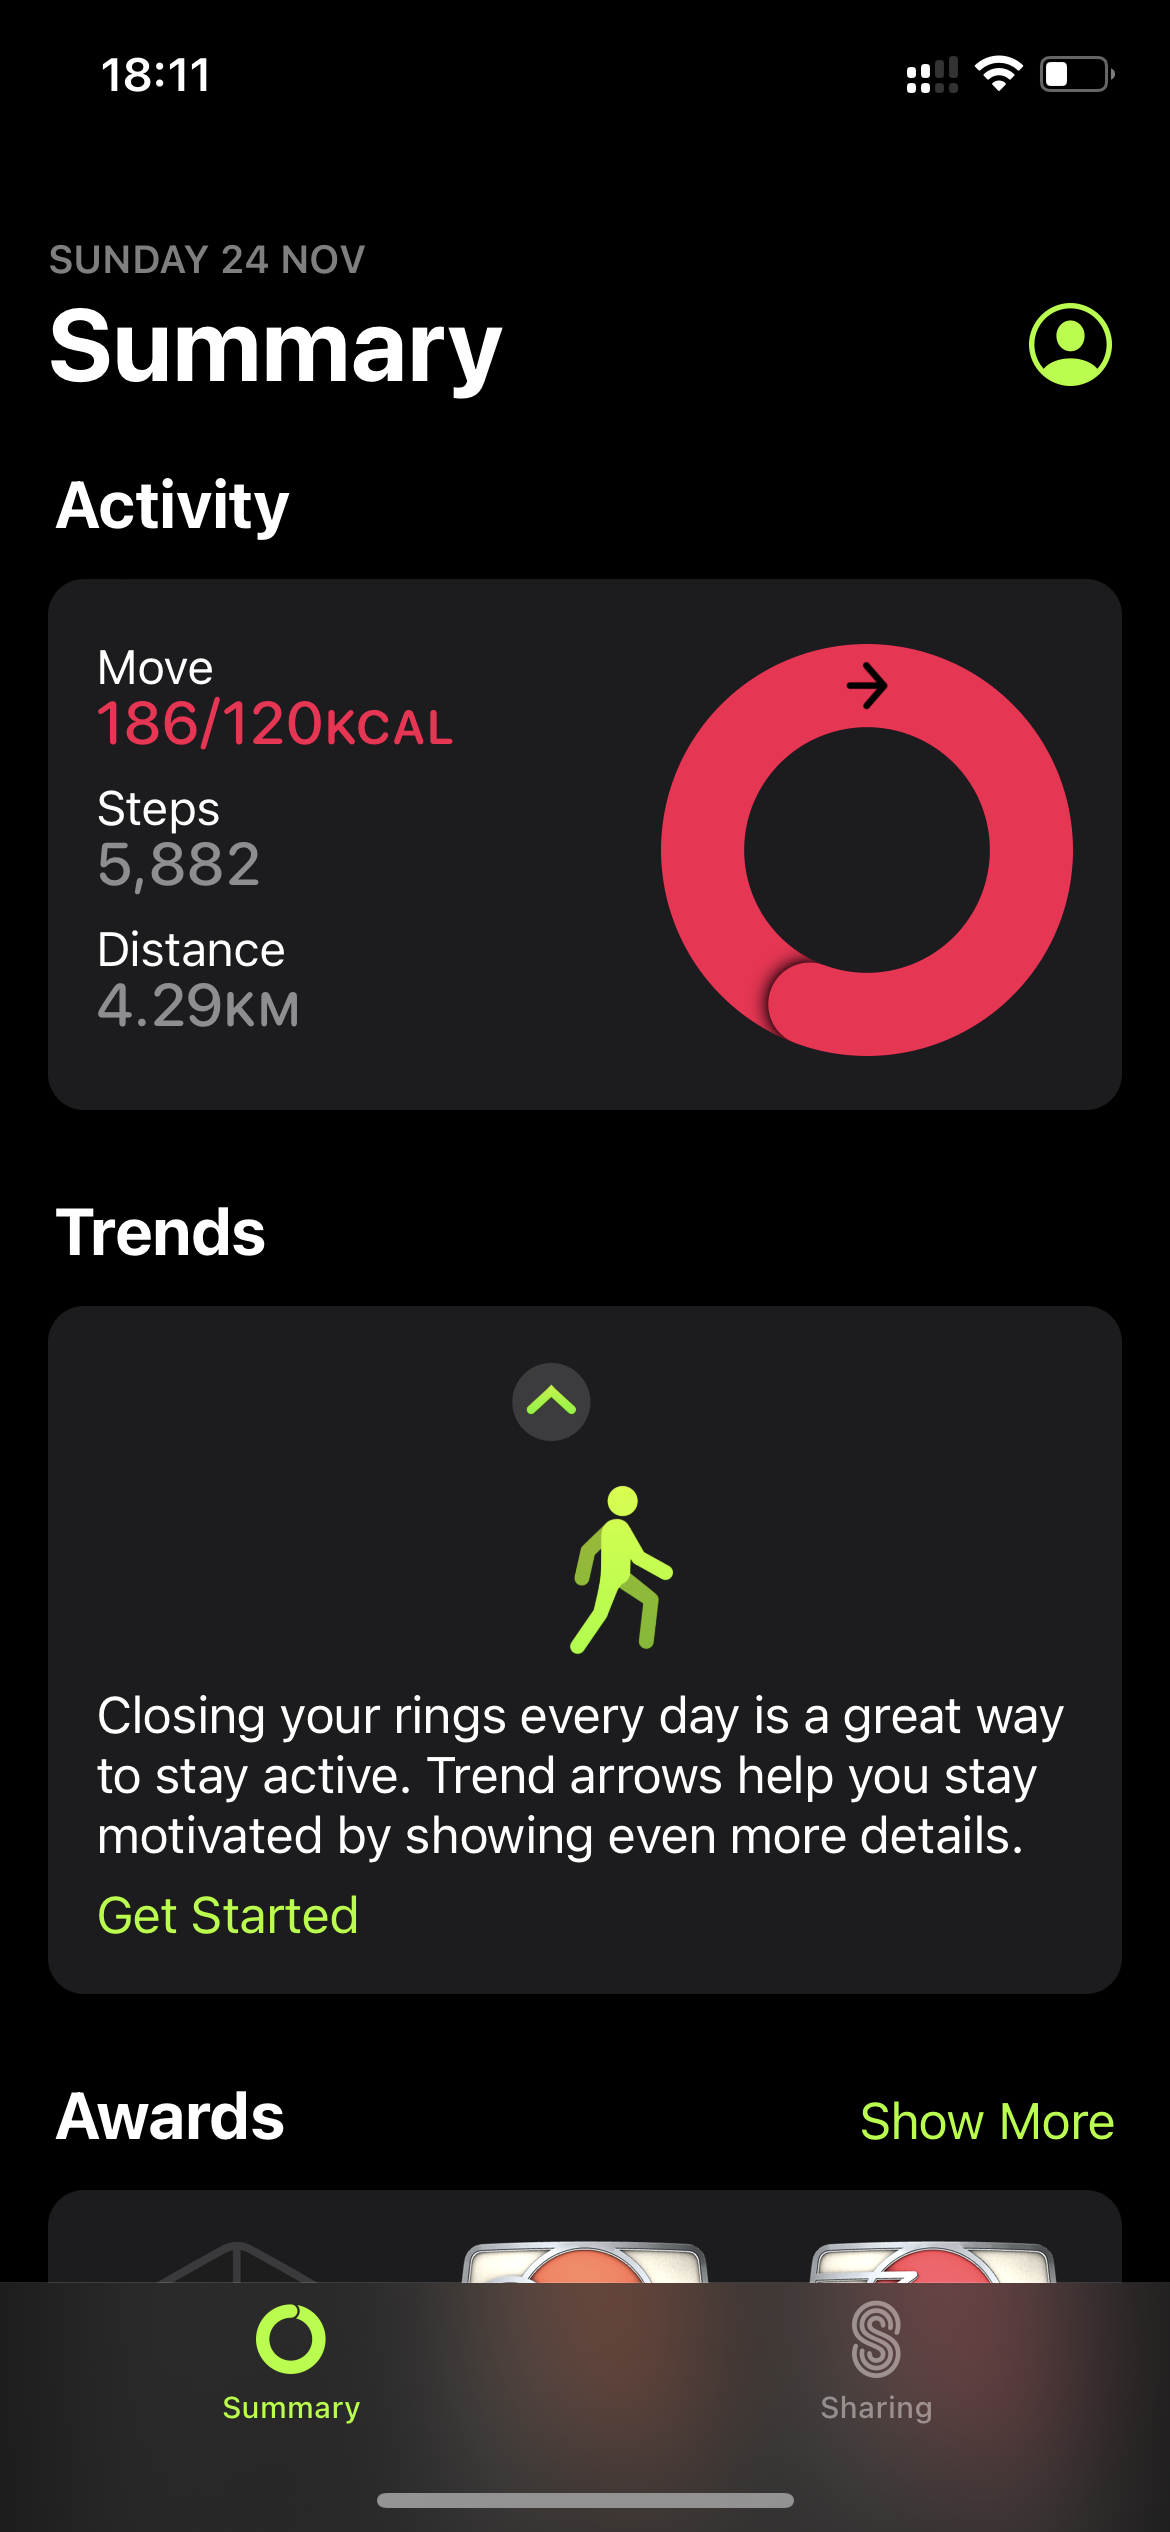 18:11
SUNDAY 24 NOV
Summary
Activity
Move
186/120KCAL
Steps
5,882
Distance
4.29KM
Trends
Closing your rings every day is a great way
to stay active. Trend arrows help you stay
motivated by showing even more details.
Get Started
Awards
Show More
Summary
Sharing